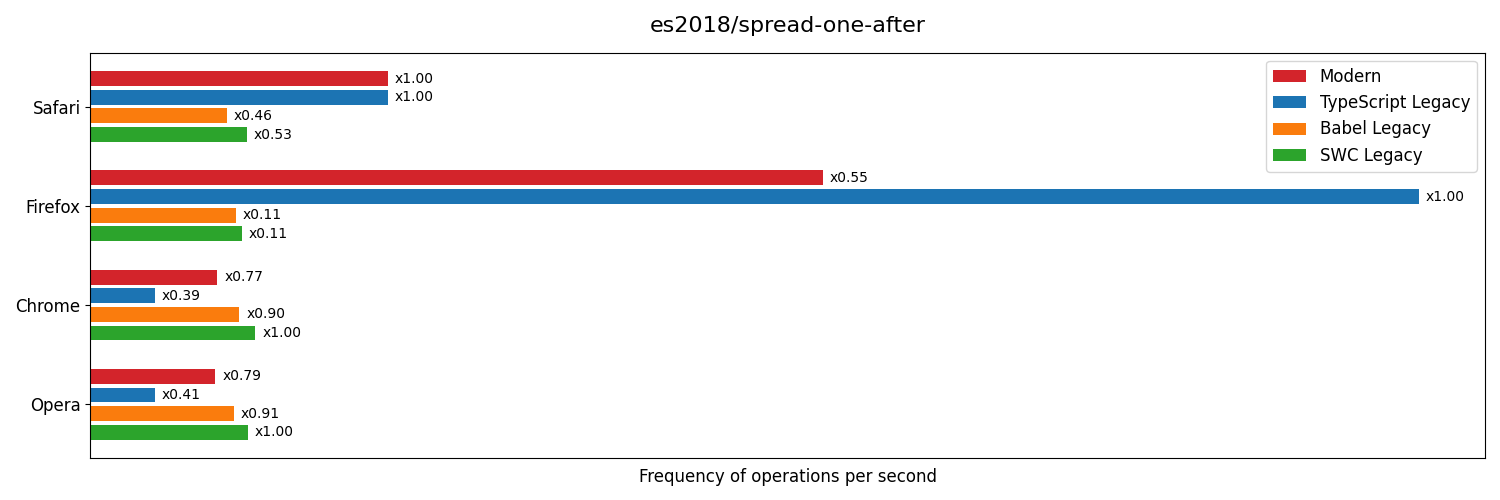 es2018/spread-one-after
Modern
TypeScript Legacy
Babel Legacy
SWC Legacy
Safari
x1.00
x1.00
x0.46
x0.53
Firefox
x0.55
x1.00
x0.11
x0.11
Chrome
x0.77
x0.39
x0.90
x1.00
Opera
x0.79
x0.41
x0.91
x1.00
Frequency of operations per second